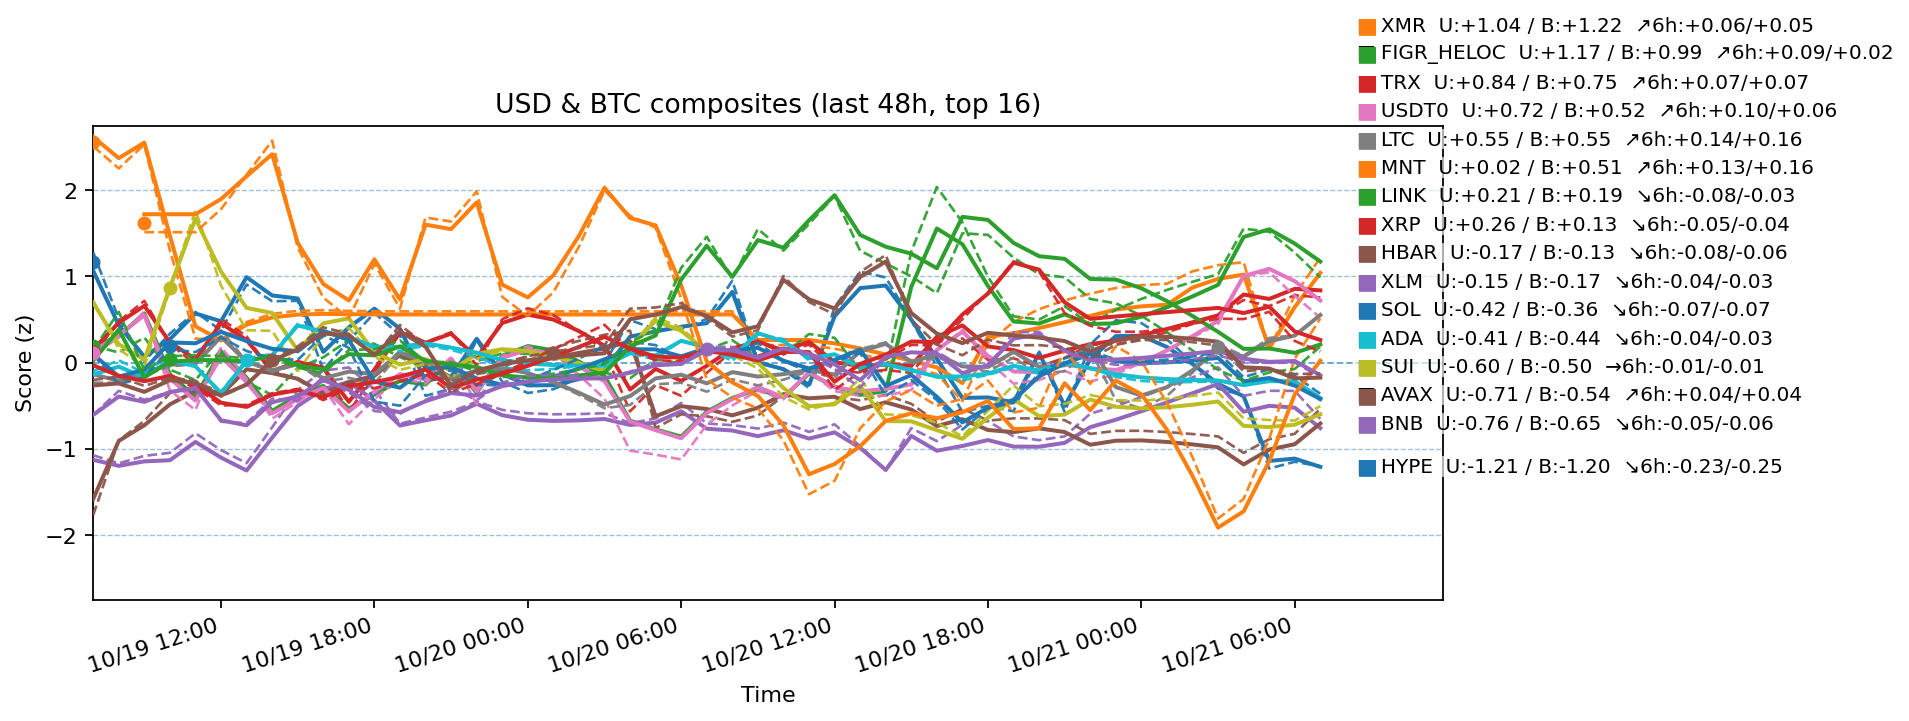 XMR  U:+1.04 / B:+1.22  ↗6h:+0.06/+0.05
FIGR_HELOC  U:+1.17 / B:+0.99  ↗6h:+0.09/+0.02
TRX  U:+0.84 / B:+0.75  ↗6h:+0.07/+0.07
USDT0  U:+0.72 / B:+0.52  ↗6h:+0.10/+0.06
LTC  U:+0.55 / B:+0.55  ↗6h:+0.14/+0.16
MNT  U:+0.02 / B:+0.51  ↗6h:+0.13/+0.16
LINK  U:+0.21 / B:+0.19  ↘6h:-0.08/-0.03
XRP  U:+0.26 / B:+0.13  ↘6h:-0.05/-0.04
HBAR  U:-0.17 / B:-0.13  ↘6h:-0.08/-0.06
XLM  U:-0.15 / B:-0.17  ↘6h:-0.04/-0.03
SOL  U:-0.42 / B:-0.36  ↘6h:-0.07/-0.07
ADA  U:-0.41 / B:-0.44  ↘6h:-0.04/-0.03
SUI  U:-0.60 / B:-0.50  →6h:-0.01/-0.01
AVAX  U:-0.71 / B:-0.54  ↗6h:+0.04/+0.04
BNB  U:-0.76 / B:-0.65  ↘6h:-0.05/-0.06
HYPE  U:-1.21 / B:-1.20  ↘6h:-0.23/-0.25
USD & BTC composites (last 48h, top 16)
Score (z)
2
1
0
−1
−2
10/19 12:00
10/19 18:00
10/20 00:00
10/20 06:00
10/20 12:00
10/20 18:00
10/21 00:00
10/21 06:00
Time